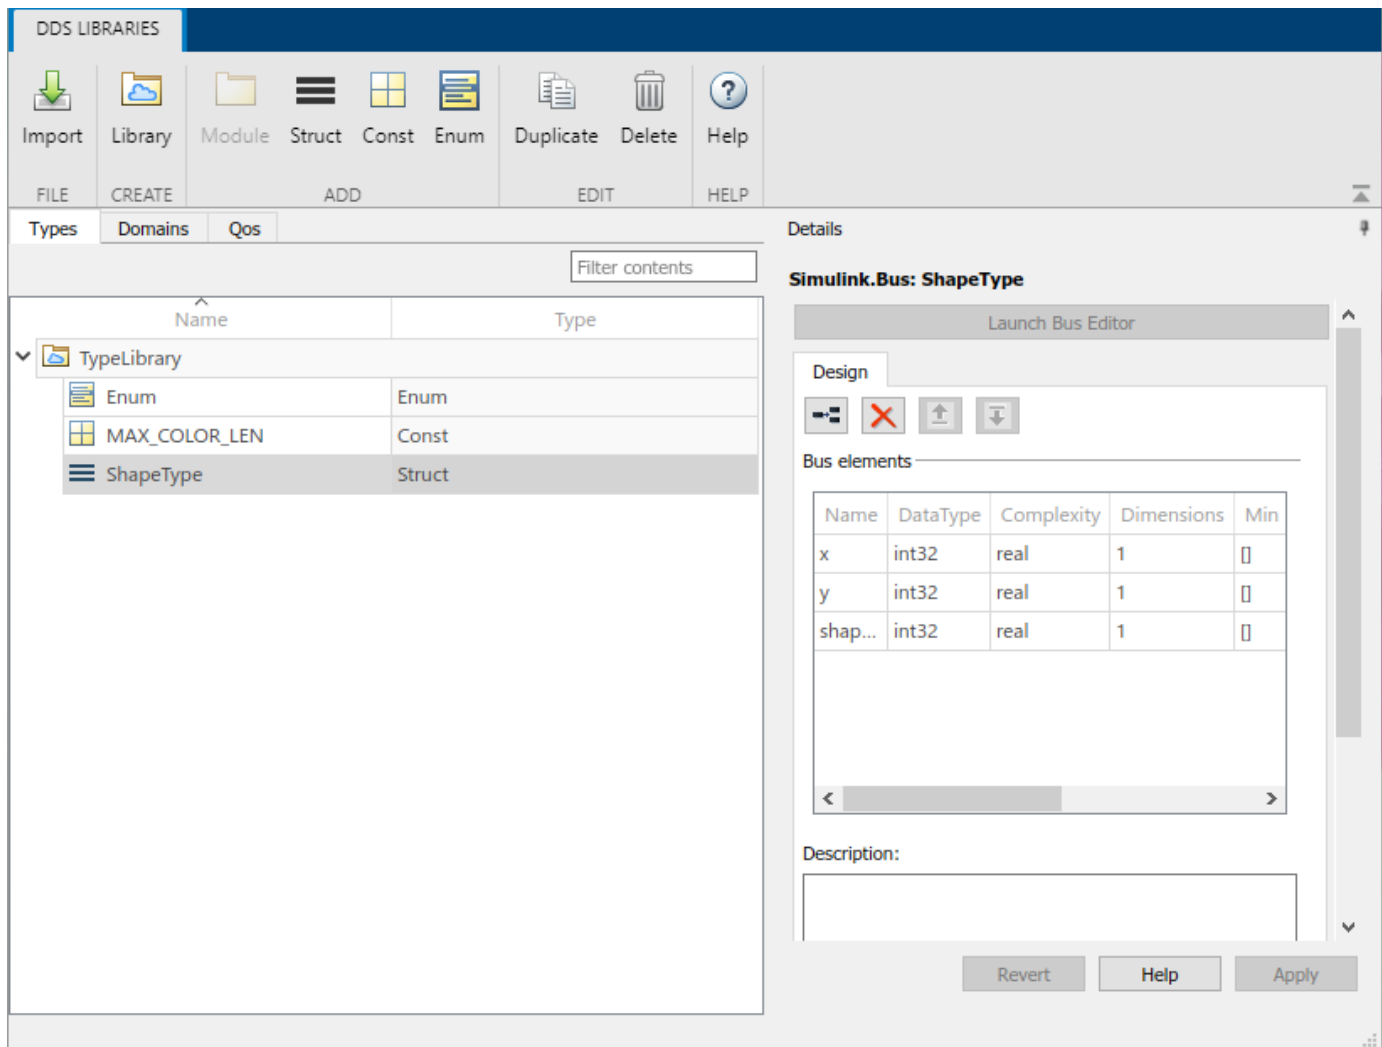 DDS LIBRARIES
Import Library Module Struct Const Enum Duplicate Delete Help
FILE CREATE ADD EDIT HELP
Types Domains Qos
Filter contents
Name Type
TypeLibrary
Enum Enum
MAX_COLOR_LEN Const
ShapeType Struct
Details
Simulink.Bus: ShapeType
Launch Bus Editor
Design
Bus elements
Name DataType Complexity Dimensions Min
x int32 real 1 []
y int32 real 1 []
shap... int32 real 1 []
Description:
Revert Help Apply